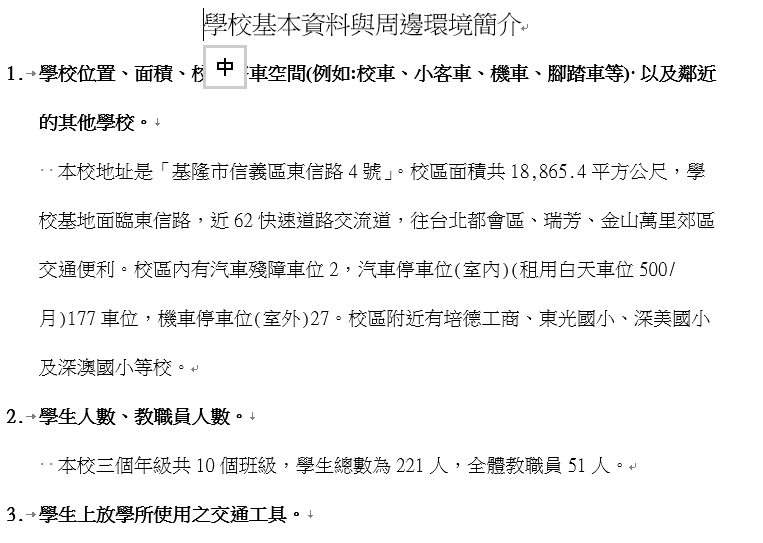 學校基本資料與周邊環境簡介
中
1. 學校位置、面積、校 車空間(例如:校車、小客車、機車、腳踏車等) 以及鄰近
的其他學校。
本校地址是「基隆市信義區東信路 4 號」。校區面積共 18,865.4 平方公尺，學
校基地面臨東信路，近 62 快速道路交流道，往台北都會區、瑞芳、金山萬里郊區
交通便利。校區內有汽車殘障車位 2，汽車停車位(室內)(租用白天車位 500/
月)177 車位，機車停車位(室外)27。校區附近有培德工商、東光國小、深美國小
及深澳國小等校。
2. 學生人數、教職員人數。
本校三個年級共 10 個班級，學生總數為 221 人，全體教職員 51 人。
3. 學生上放學所使用之交通工具。